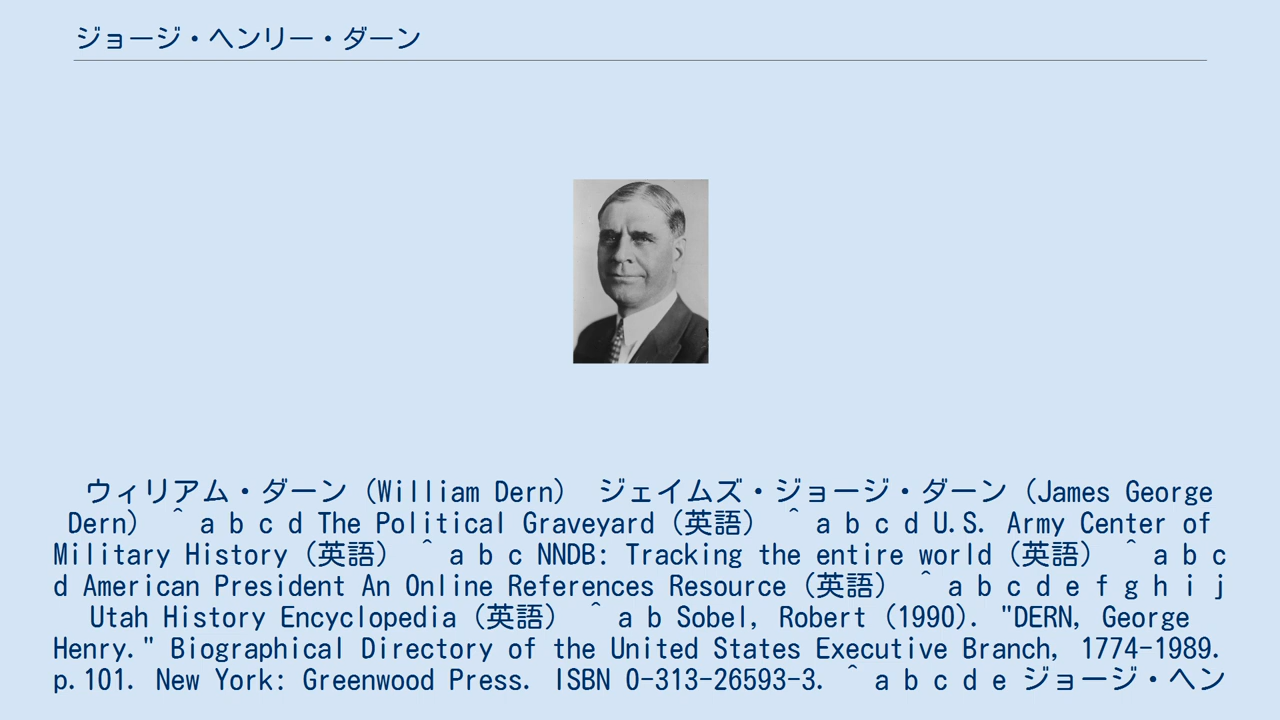 ジョージ・ヘンリー・ダーン
ウィリアム・ダーン（William Dern） ジェイムズ・ジョージ・ダーン（James George
Dern） ^ a b c d The Political Graveyard（英語） ^ a b c d U.S. Army Center of
Military History（英語） ^ a b c NNDB: Tracking the entire world（英語） ^ a b c
d American President An Online References Resource（英語） ^ a b c d e f g h i j
Utah History Encyclopedia（英語） ^ a b Sobel, Robert (1990). "DERN, George
Henry." Biographical Directory of the United States Executive Branch, 1774-1989.
p.101. New York: Greenwood Press. ISBN 0-313-26593-3. ^ a b c d e ジョージ・ヘン